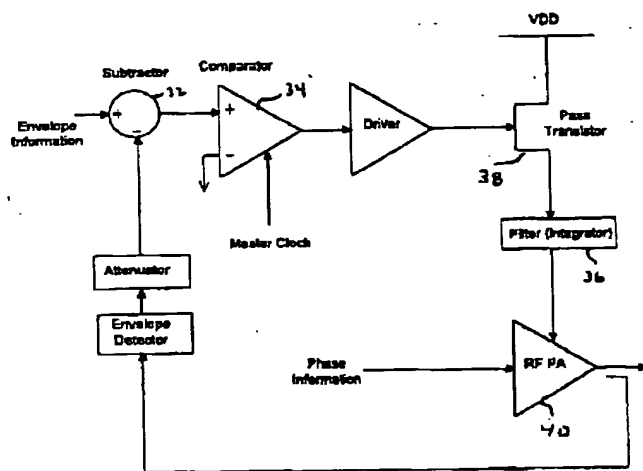 VDD
Subtractor
32
Comparator
34
+
-
+
-
Envelope
Information
Driver
Pass
Transistor
38
Master Clock
Filter (Integrator)
36
Attenuator
Envelope
Detector
Phase
Information
RF PA
40